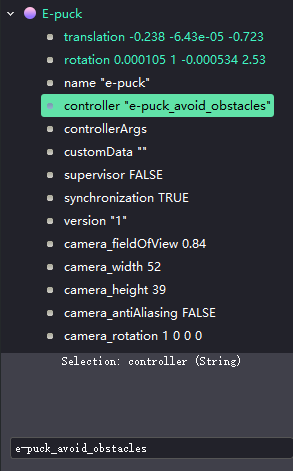 E-puck
translation -0.238 -6.43e-05 -0.723
rotation 0.000105 1 -0.000534 2.53
name "e-puck"
controller "e-puck_avoid_obstacles"
controllerArgs
customData ""
supervisor FALSE
synchronization TRUE
version "1"
camera_fieldOfView 0.84
camera_width 52
camera_height 39
camera_antiAliasing FALSE
camera_rotation 1 0 0 0
Selection: controller (String)
e-puck_avoid_obstacles